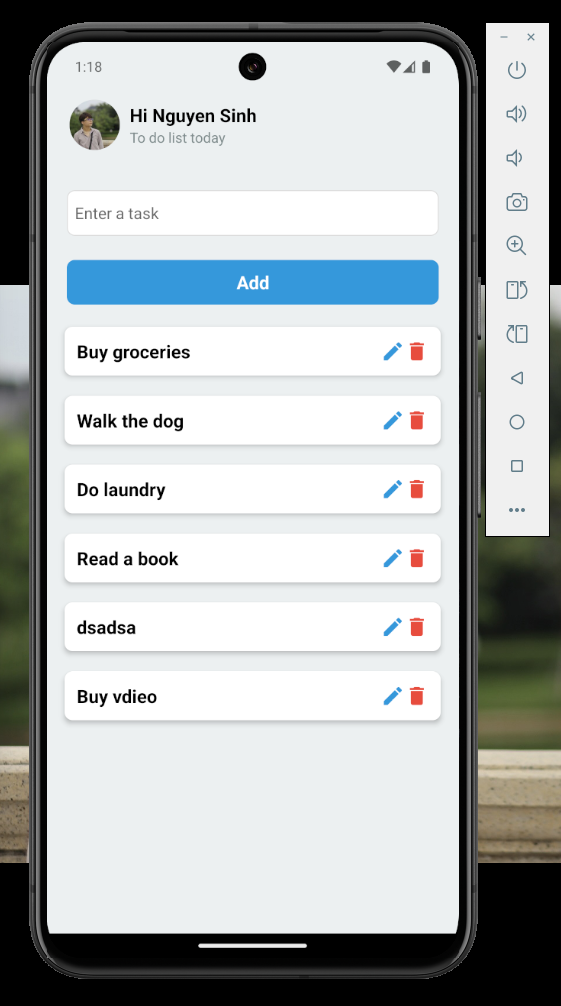 1:18
Hi Nguyen Sinh
To do list today
Enter a task
Add
Buy groceries
Walk the dog
Do laundry
Read a book
dsadsa
Buy vdieo